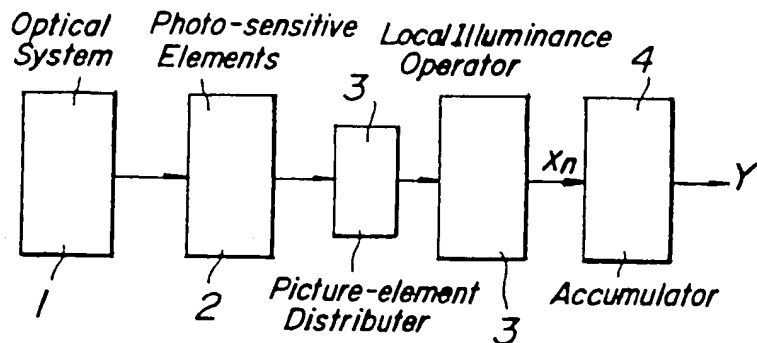 Optical
System
Photo-sensitive
Elements
3
Local Illuminance
Operator
4
Xn
Y
1
2
Picture-element
Distributer
3
Accumulator